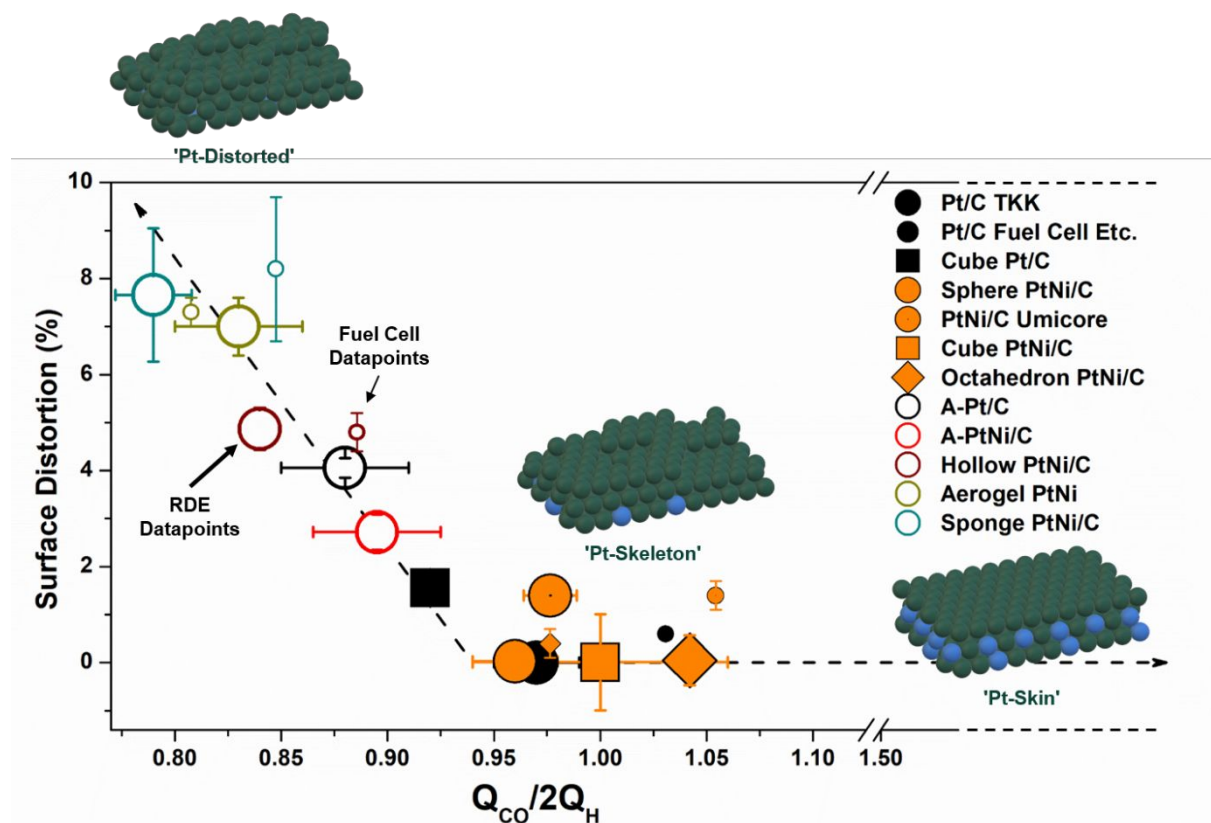 'Pt-Distorted'
10
8
6
4
2
0
Surface Distortion (%)
Fuel Cell
Datapoints
RDE
Datapoints
'Pt-Skeleton'
'Pt-Skin'
Pt/C TKK
Pt/C Fuel Cell Etc.
Cube Pt/C
Sphere PtNi/C
PtNi/C Umicore
Cube PtNi/C
Octahedron PtNi/C
A-Pt/C
A-PtNi/C
Hollow PtNi/C
Aerogel PtNi
Sponge PtNi/C
0.80 0.85 0.90 0.95 1.00 1.05 1.10 1.50
Q_CO/2Q_H